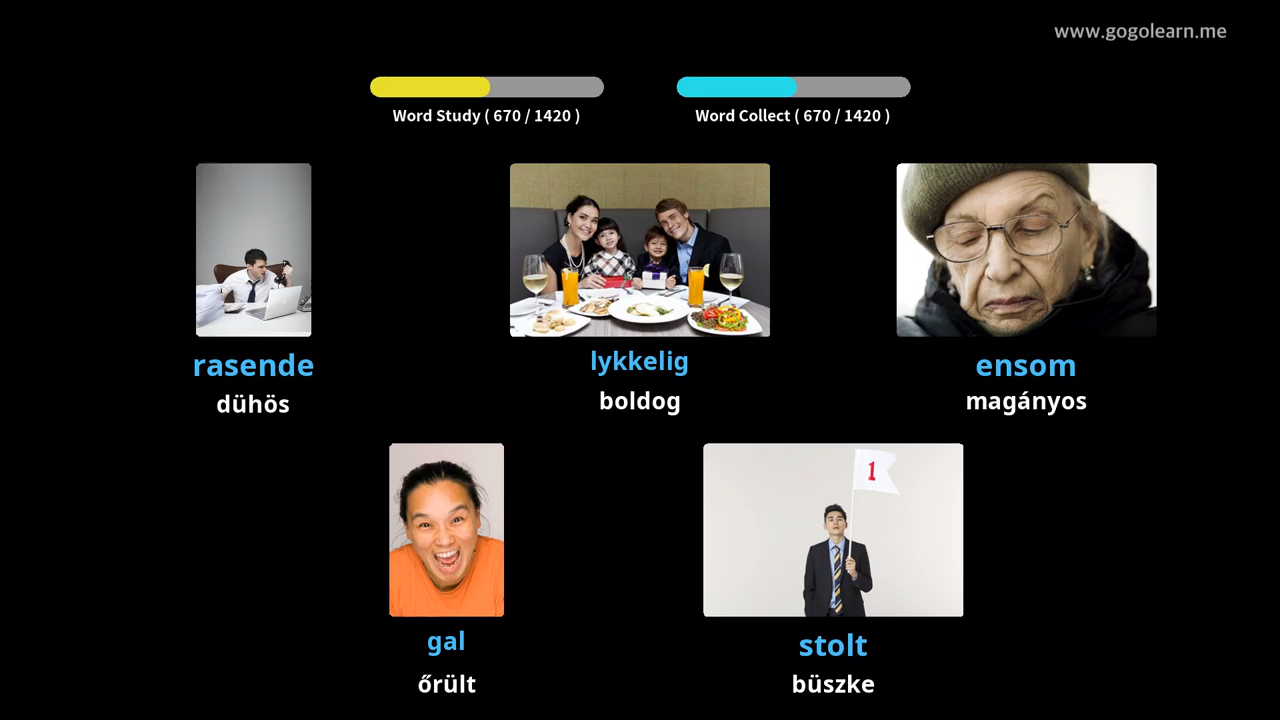 www.gogolearn.me
Word Study ( 670 / 1420 )
Word Collect ( 670 / 1420 )
rasende
dühös
lykkelig
boldog
ensom
magányos
1
gal
őrült
stolt
büszke